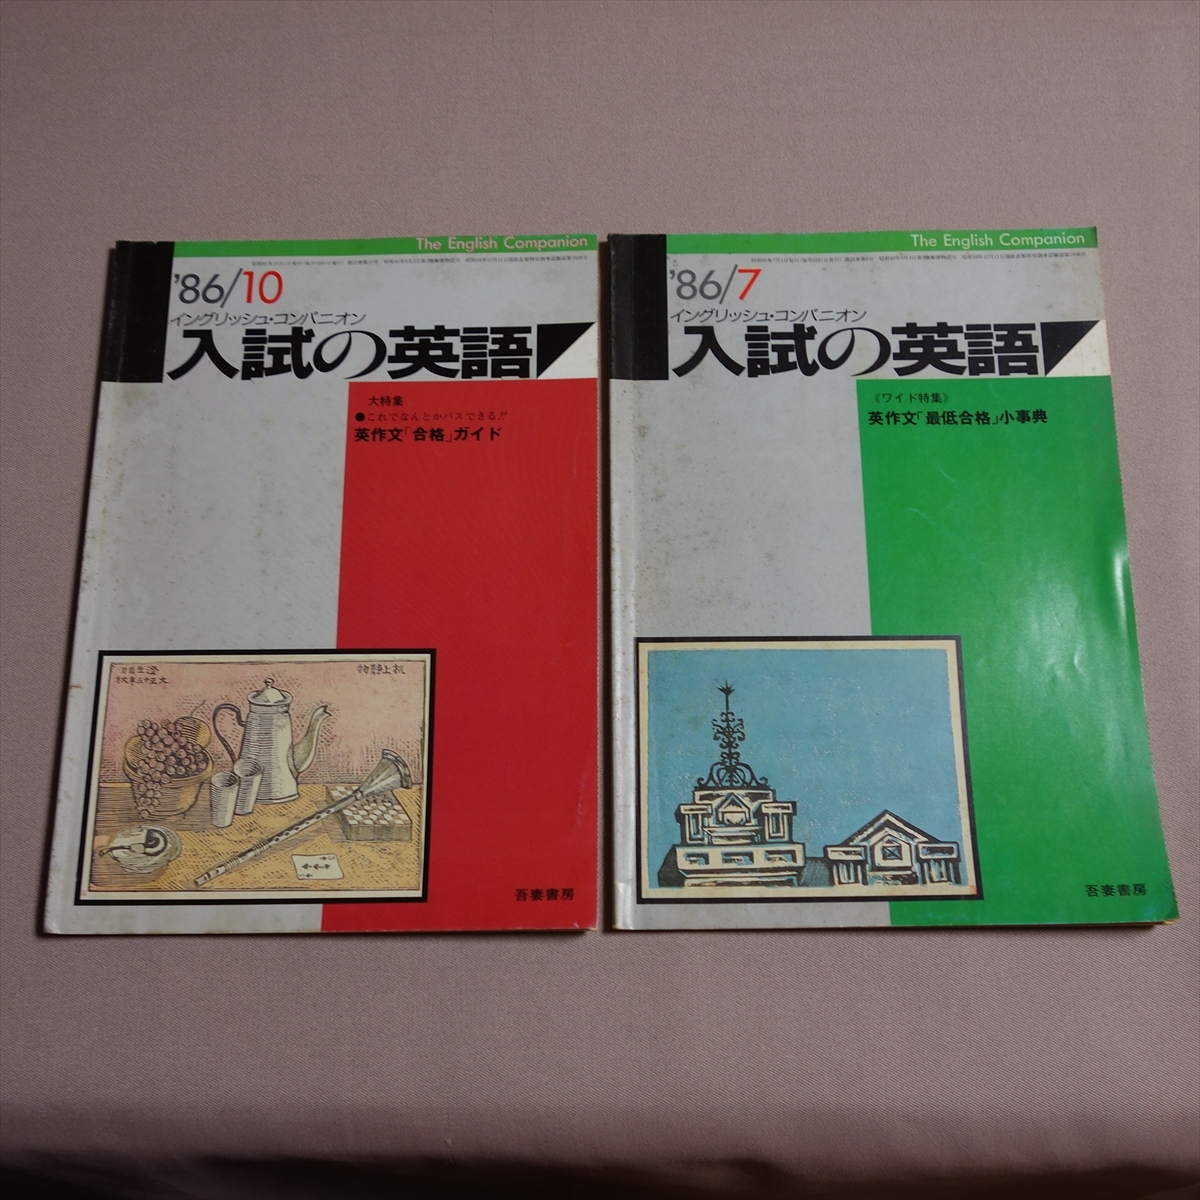 The English Companion
'86/10
イングリッシュ・コンパニオン
入試の英語
大特集
●これでなんとかパスできる!!
英作文「合格」ガイド
机上静物
吾妻書房
The English Companion
'86/7
イングリッシュ・コンパニオン
入試の英語
《ワイド特集》
英作文「最低合格」小事典
吾妻書房